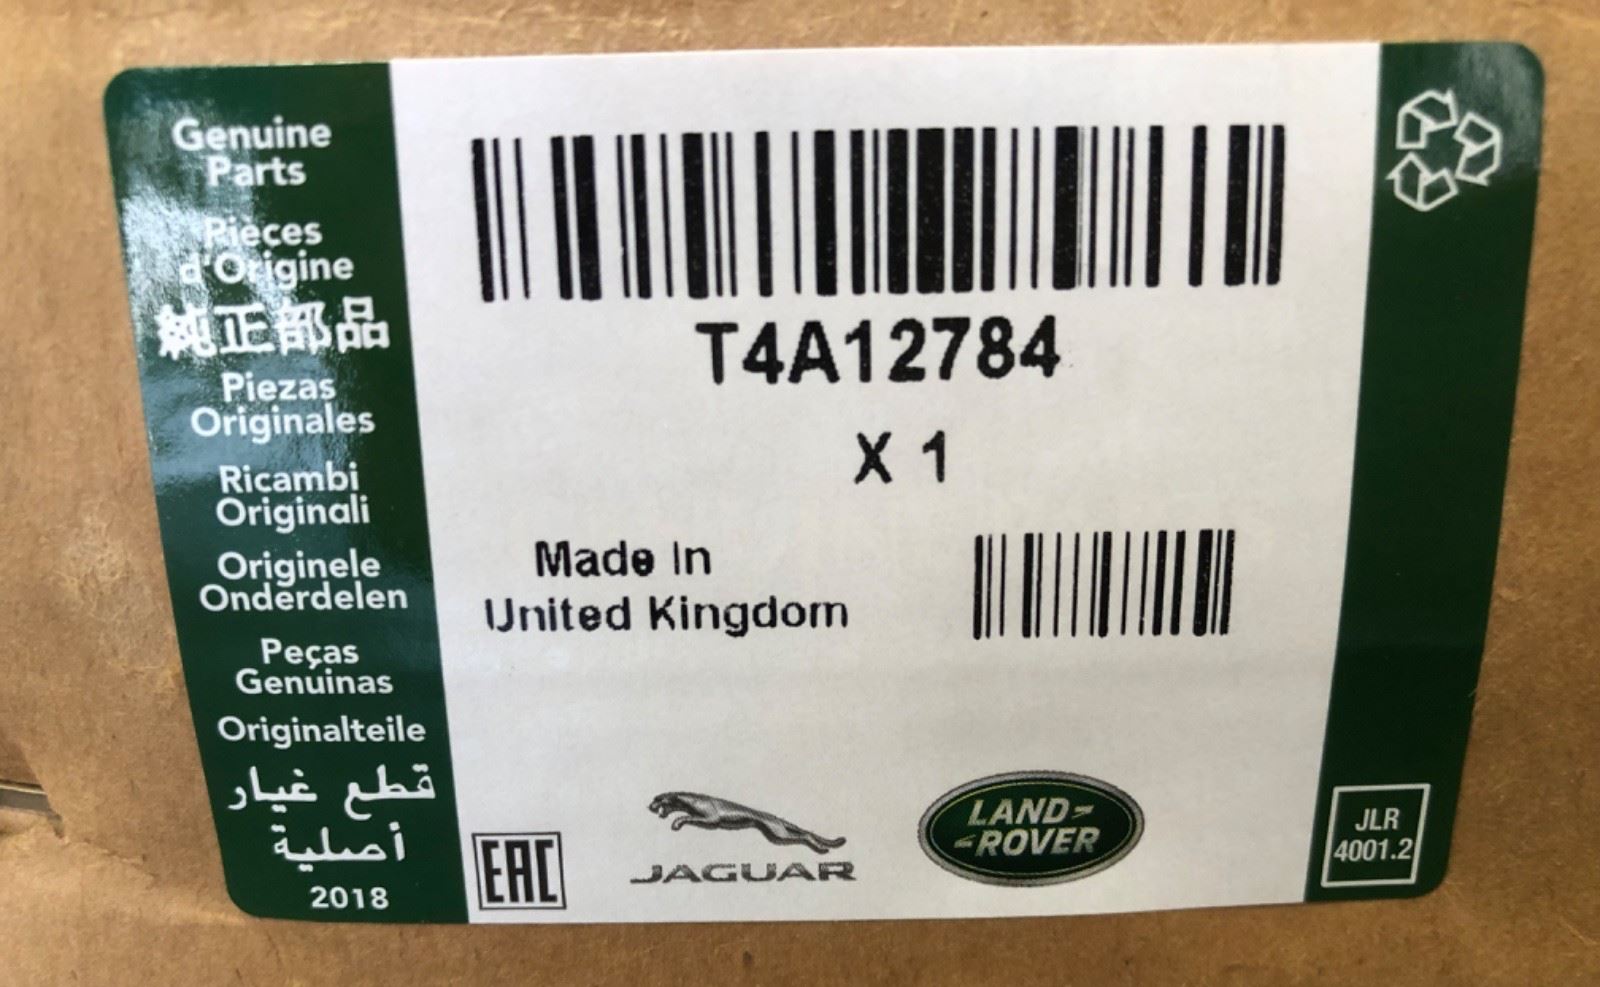 Genuine
Parts
Pièces
d'Origine
純正部品
Piezas
Originales
Ricambi
Originali
Originele
Onderdelen
Peças
Genuinas
Originalteile
قطع غيار
أصلية
2018
T4A12784
X 1
Made In
United Kingdom
EAC
JAGUAR
LAND
ROVER
JLR
4001.2